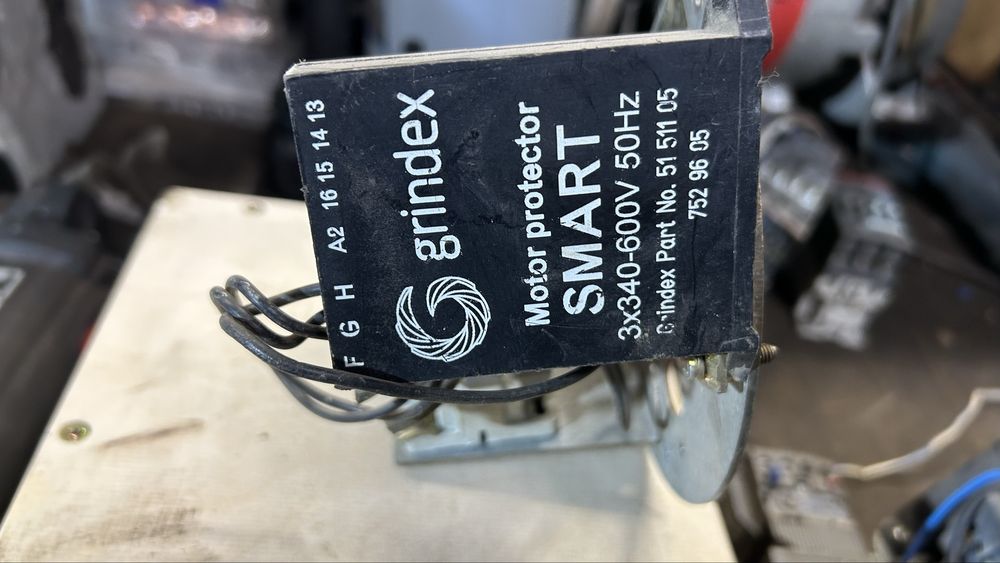 grindex
Motor protector
SMART
3x340-600V 50Hz
Grindex Part No. 51 511 05
752 96 05
F G H A2 16 15 14 13